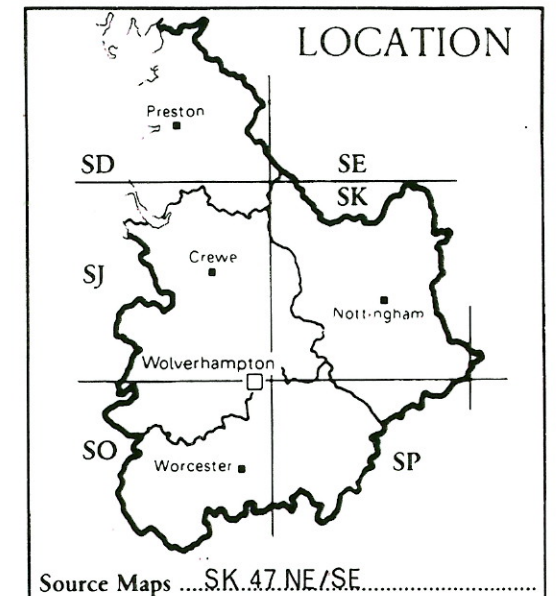 LOCATION
Preston
SD SE
SK
Crewe
SJ
Nottingham
Wolverhampton
SO SP
Worcester
Source Maps ....SK 47 NE/SE....................